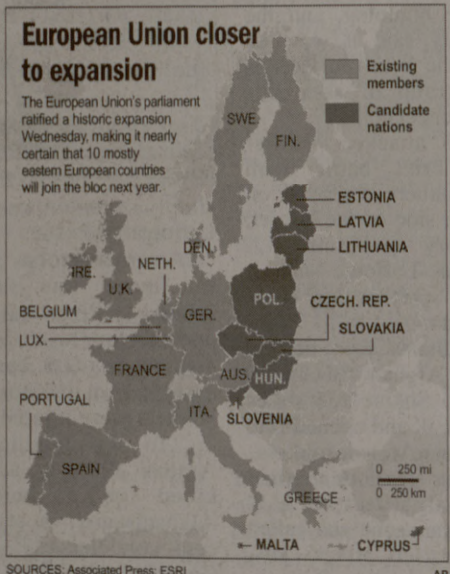 European Union closer
to expansion
The European Union's parliament
ratified a historic expansion
Wednesday, making it nearly
certain that 10 mostly
eastern European countries
will join the bloc next year.
Existing
members
Candidate
nations
SWE.
FIN.
ESTONIA
LATVIA
LITHUANIA
DEN.
NETH.
IRE.
U.K.
POL.
CZECH. REP.
BELGIUM
GER.
SLOVAKIA
LUX.
FRANCE
AUS.
HUN.
PORTUGAL
ITA.
SLOVENIA
SPAIN
0 250 mi
0 250 km
GREECE
MALTA
CYPRUS
SOURCES: Associated Press; ESRI
AP